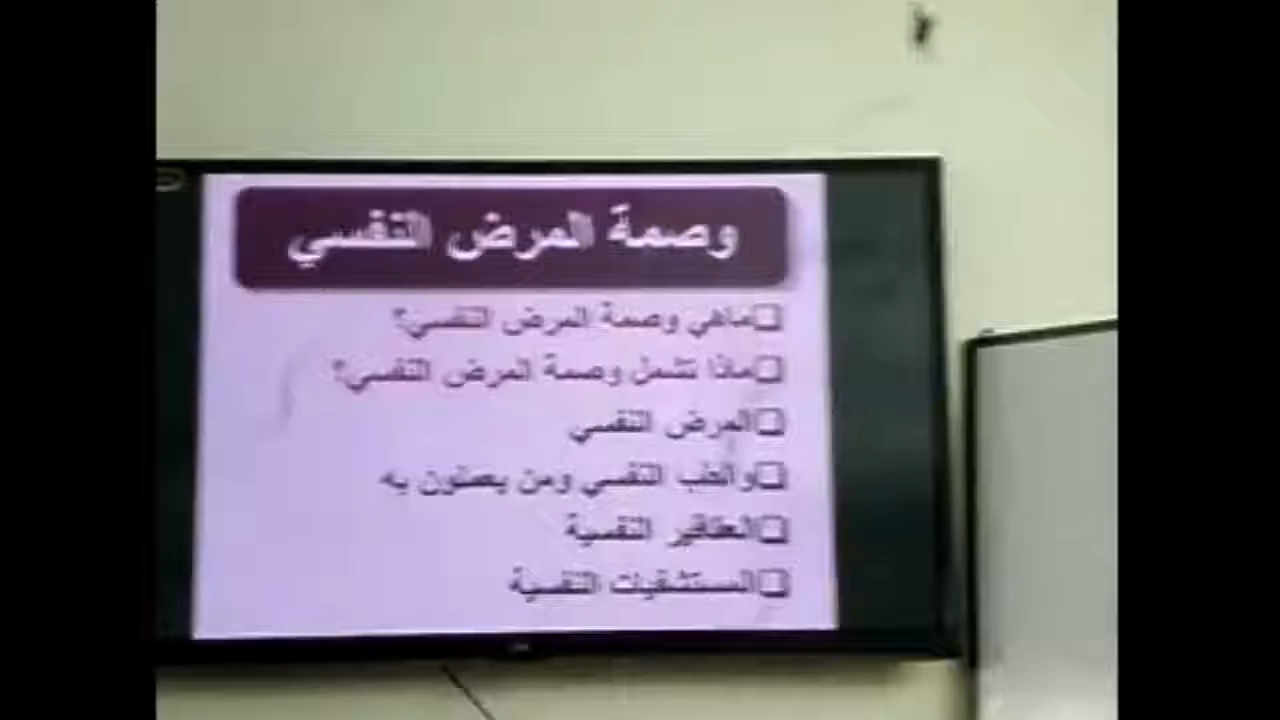 وصمة المرض النفسي
ماهي وصمة المرض النفسي؟
ماذا تشمل وصمة المرض النفسي؟
المرض النفسي
والطب النفسي ومن يعملون به
العقاقير النفسية
المستشفيات النفسية